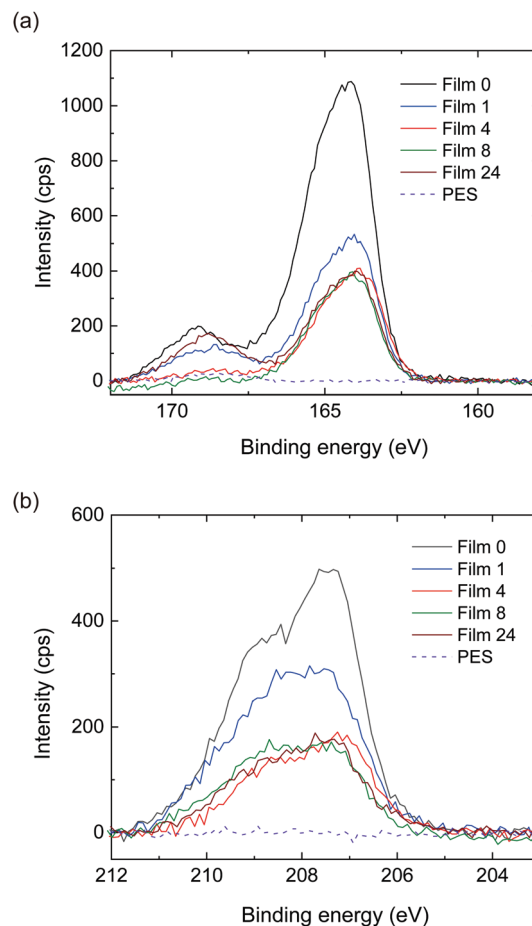 (a)
1200
1000
800
600
400
200
0
Intensity (cps)
Film 0
Film 1
Film 4
Film 8
Film 24
PES
170 165 160
Binding energy (eV)
(b)
600
400
200
0
Intensity (cps)
Film 0
Film 1
Film 4
Film 8
Film 24
PES
212 210 208 206 204
Binding energy (eV)